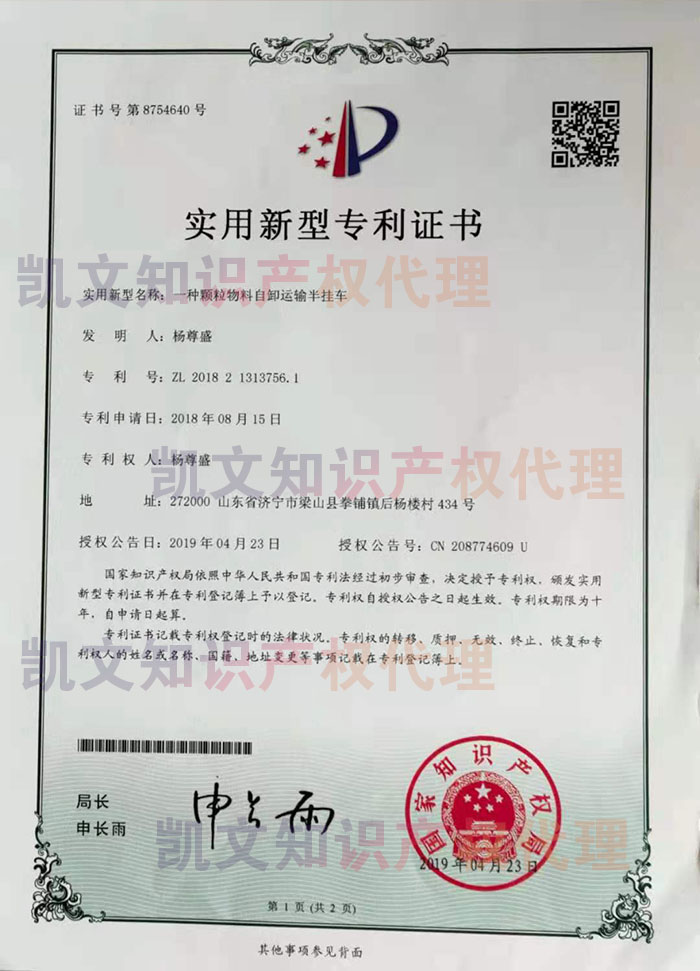 证书号第8754640号
实用新型专利证书
凯文知识产权代理
实用新型名称：一种颗粒物料自卸运输半挂车
发明人：杨尊盛
专利号：ZL 2018 2 1313756.1
专利申请日：2018年08月15日
专利权人：杨尊盛
凯文知识产权代理
地址：272000 山东省济宁市梁山县拳铺镇后杨楼村434号
授权公告日：2019年04月23日 授权公告号：CN 208774609 U
国家知识产权局依照中华人民共和国专利法经过初步审查，决定授予专利权，颁发实用
新型专利证书并在专利登记簿上予以登记。专利权自授权公告之日起生效。专利权期限为十
年，自申请日起算。
专利证书记载专利权登记时的法律状况。专利权的转移、质押、无效、终止、恢复和专
利权人的姓名或名称、国籍、地址变更等事项记载在专利登记簿上。
凯文知识产权代理
局长
申长雨
申长雨
国家知识产权局
凯文知识产权代理
2019年04月23日
第1页(共2页)
其他事项参见背面